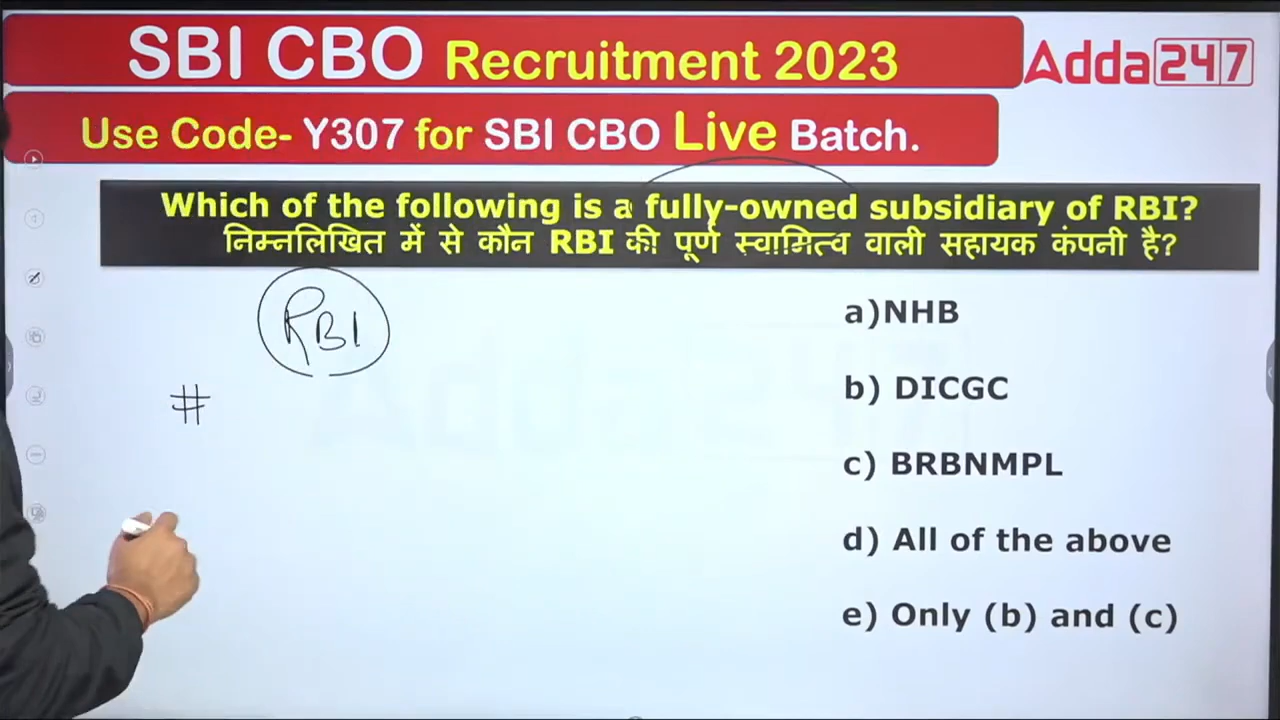 SBI CBO Recruitment 2023
Adda247
Use Code- Y307 for SBI CBO Live Batch.
Which of the following is a fully-owned subsidiary of RBI?
निम्नलिखित में से कौन RBI की पूर्ण स्वामित्व वाली सहायक कंपनी है?
RBI
#
a)NHB
b) DICGC
c) BRBNMPL
d) All of the above
e) Only (b) and (c)